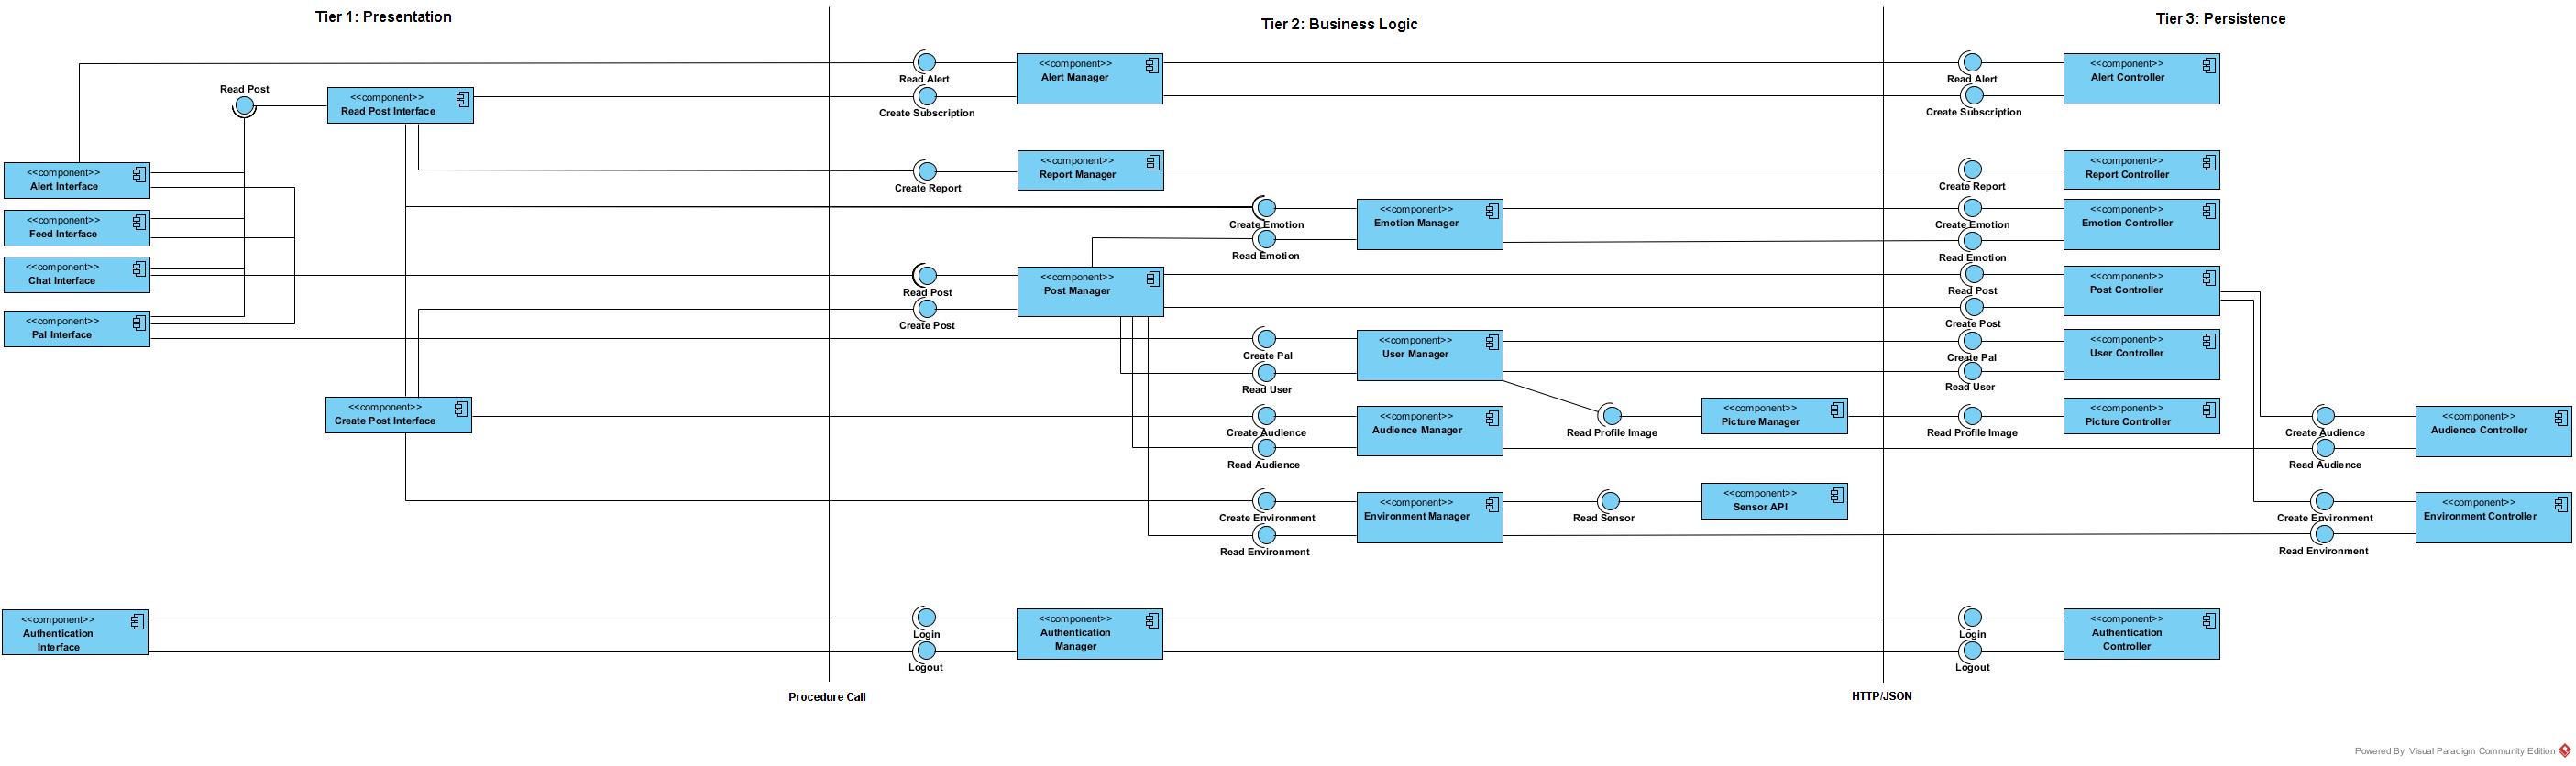 Tier 1: Presentation
Tier 2: Business Logic
Tier 3: Persistence
Read Post
<<component>>
Read Post Interface
<<component>>
Alert Interface
<<component>>
Feed Interface
<<component>>
Chat Interface
<<component>>
Pal Interface
<<component>>
Create Post Interface
<<component>>
Authentication
Interface
Read Alert
Create Subscription
<<component>>
Alert Manager
Create Report
<<component>>
Report Manager
Create Emotion
Read Emotion
<<component>>
Emotion Manager
Read Post
Create Post
<<component>>
Post Manager
Create Pal
Read User
<<component>>
User Manager
Create Audience
Read Audience
<<component>>
Audience Manager
Read Profile Image
<<component>>
Picture Manager
Create Environment
Read Environment
<<component>>
Environment Manager
Read Sensor
<<component>>
Sensor API
Login
Logout
<<component>>
Authentication
Manager
Read Alert
Create Subscription
<<component>>
Alert Controller
Create Report
<<component>>
Report Controller
Create Emotion
Read Emotion
<<component>>
Emotion Controller
Read Post
Create Post
<<component>>
Post Controller
Create Pal
Read User
<<component>>
User Controller
Read Profile Image
<<component>>
Picture Controller
Create Audience
Read Audience
<<component>>
Audience Controller
Create Environment
Read Environment
<<component>>
Environment Controller
Login
Logout
<<component>>
Authentication
Controller
Procedure Call
HTTP/JSON
Powered By Visual Paradigm Community Edition